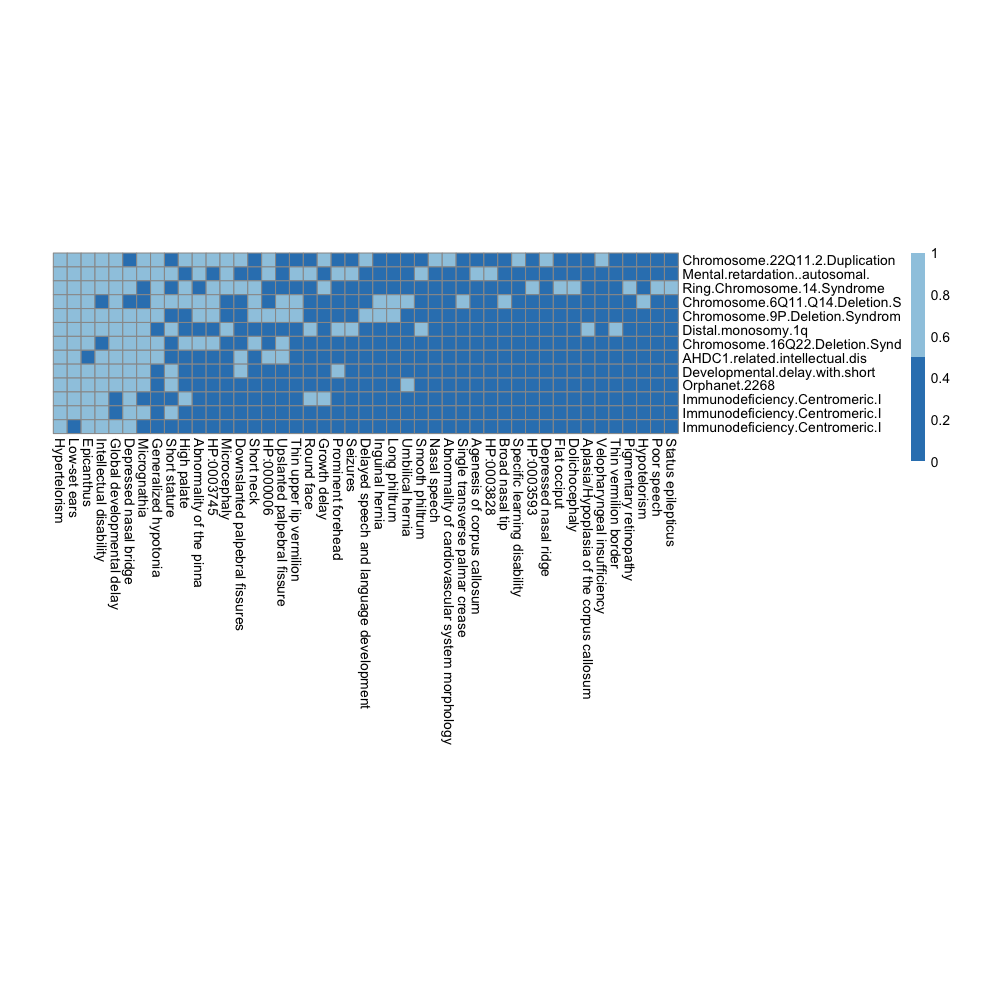 Chromosome.22Q11.2.Duplication
Mental.retardation..autosomal.
Ring.Chromosome.14.Syndrome
Chromosome.6Q11.Q14.Deletion.S
Chromosome.9P.Deletion.Syndrom
Distal.monosomy.1q
Chromosome.16Q22.Deletion.Synd
AHDC1.related.intellectual.dis
Developmental.delay.with.short
Orphanet.2268
Immunodeficiency.Centromeric.I
Immunodeficiency.Centromeric.I
Immunodeficiency.Centromeric.I
1
0.8
0.6
0.4
0.2
0
Hypertelorism
Low-set ears
Epicanthus
Intellectual disability
Global developmental delay
Depressed nasal bridge
Micrognathia
Generalized hypotonia
Short stature
High palate
Abnormality of the pinna
HP:0003745
Microcephaly
Downslanted palpebral fissures
Short neck
HP:0000006
Upslanted palpebral fissure
Thin upper lip vermilion
Round face
Growth delay
Prominent forehead
Seizures
Delayed speech and language development
Inguinal hernia
Long philtrum
Umbilical hernia
Smooth philtrum
Nasal speech
Abnormality of cardiovascular system morphology
Single transverse palmar crease
Agenesis of corpus callosum
HP:0003828
Broad nasal tip
Specific learning disability
HP:0003593
Depressed nasal ridge
Flat occiput
Dolichocephaly
Aplasia/Hypoplasia of the corpus callosum
Velopharyngeal insufficiency
Thin vermilion border
Pigmentary retinopathy
Hypotelorism
Poor speech
Status epilepticus